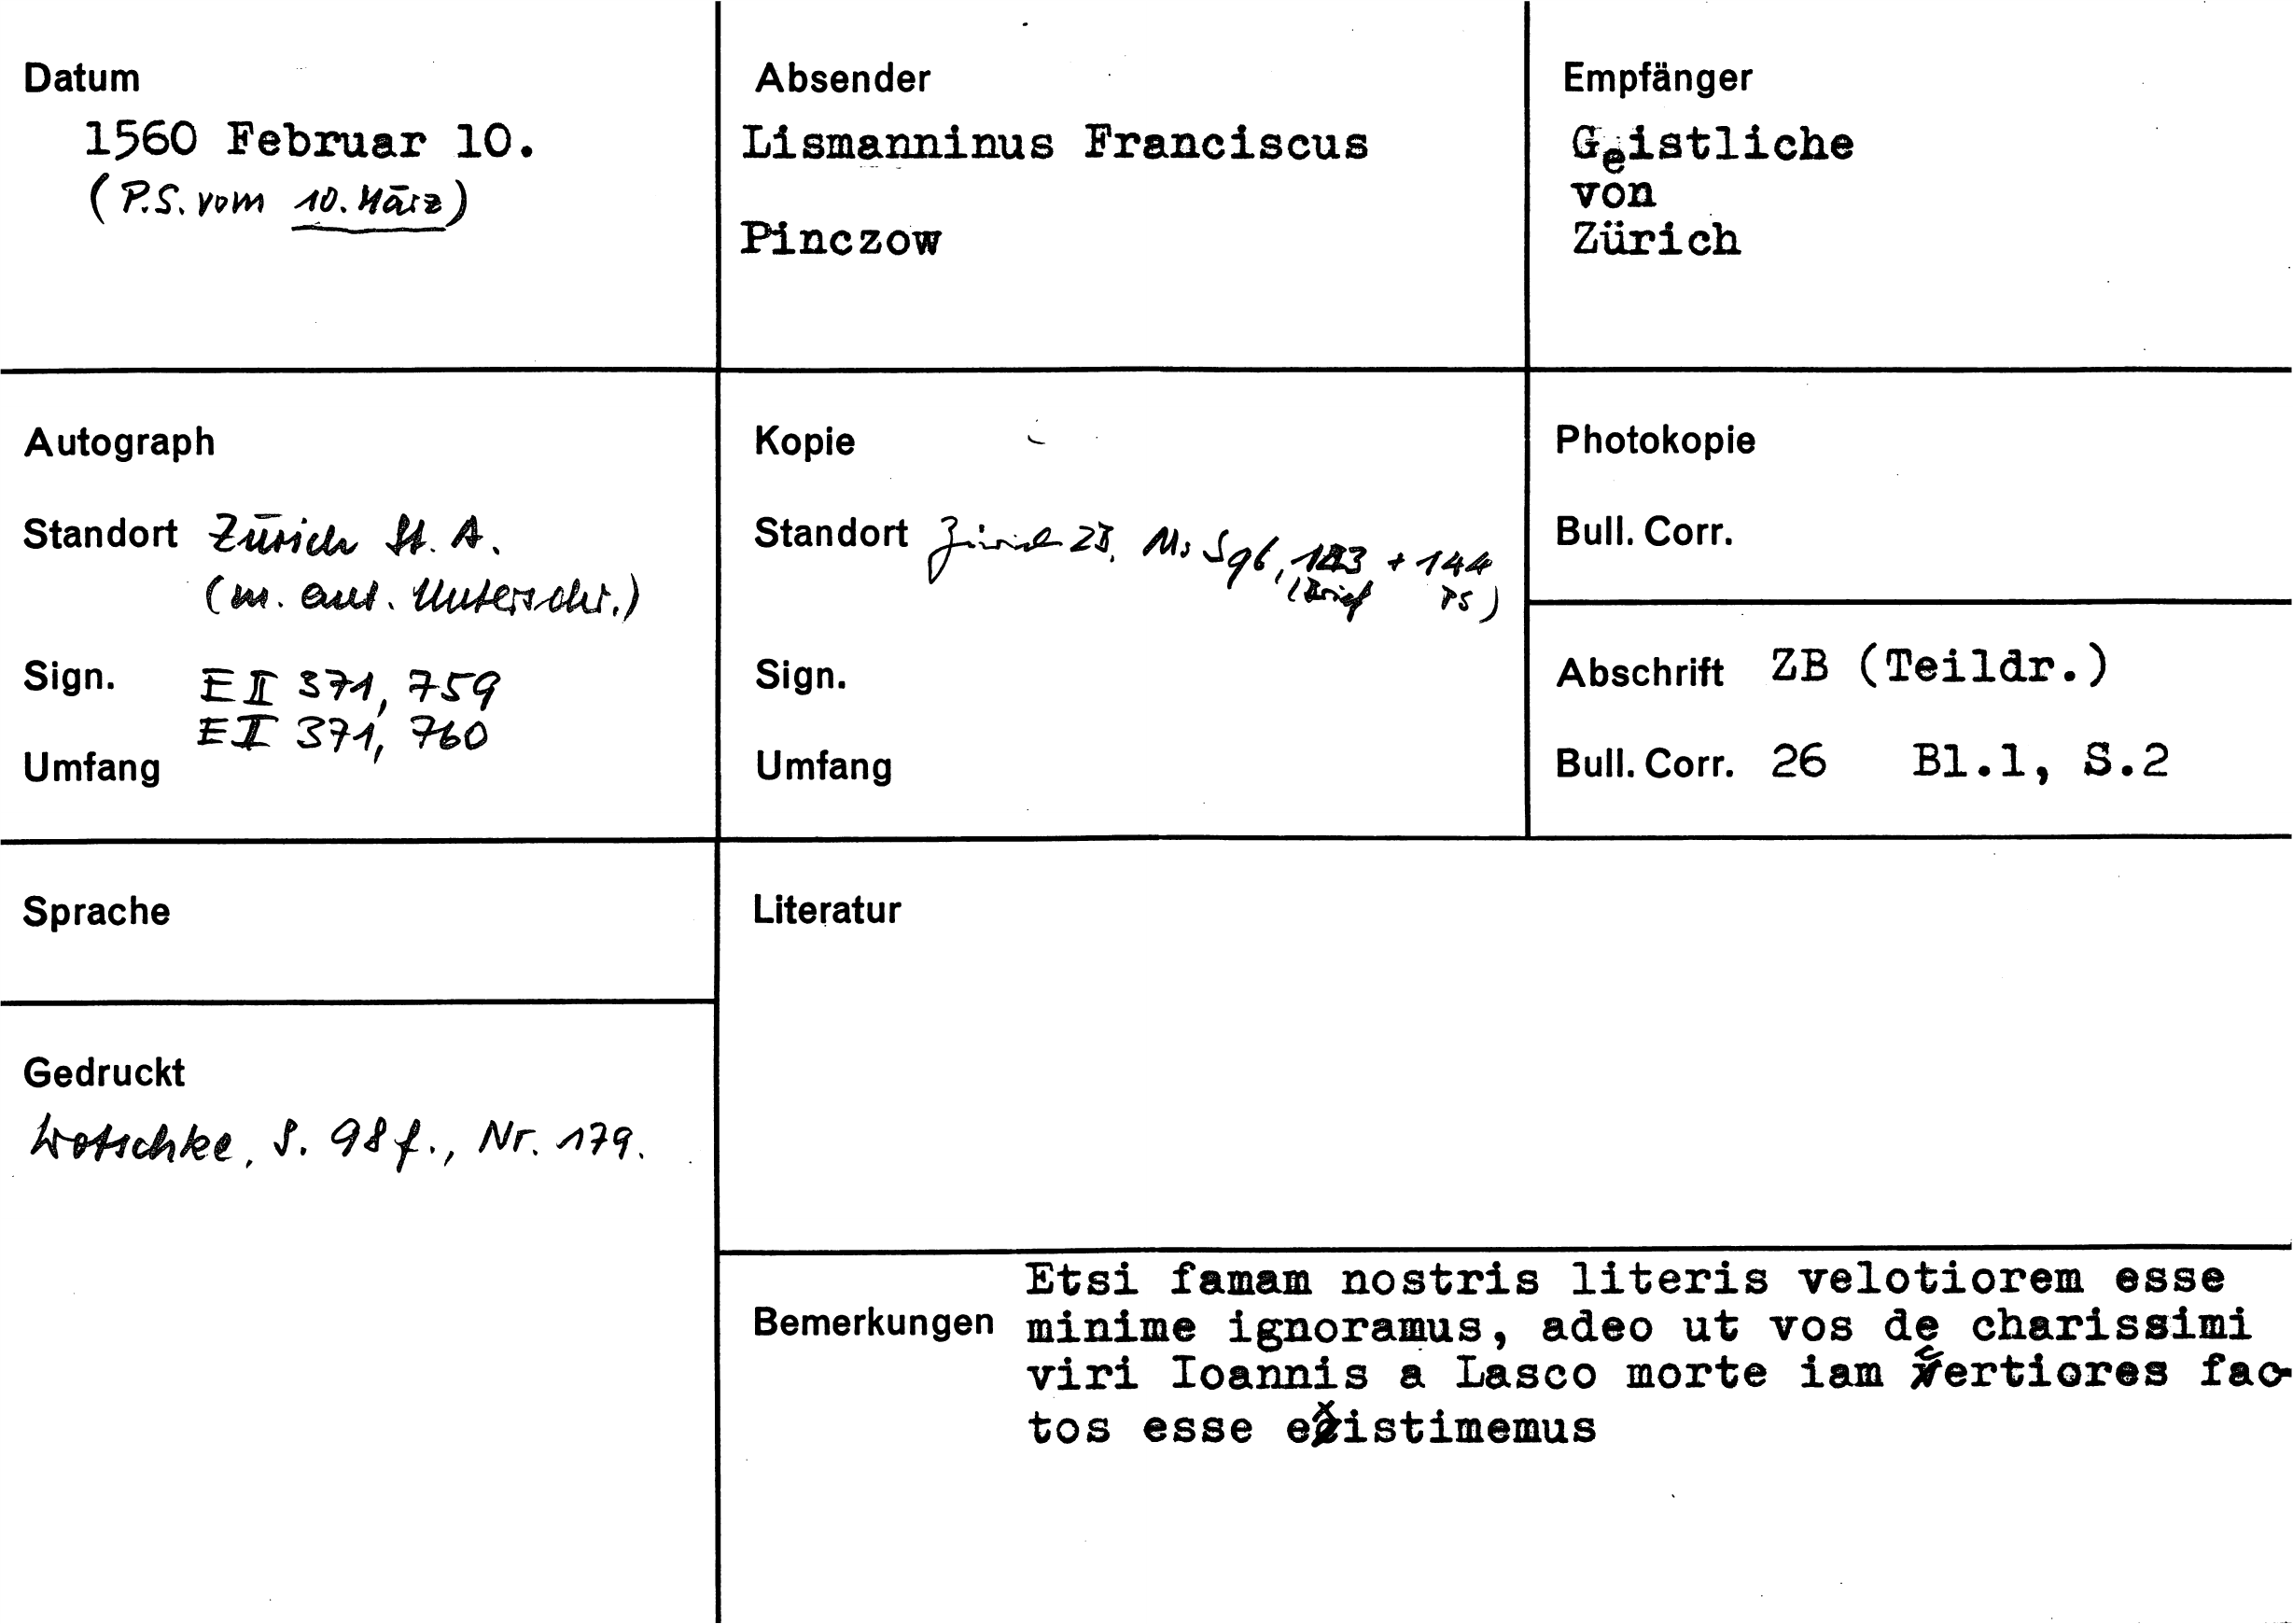 Datum
1560 Februar 10.
(P.S. vom 10. März)
Absender
Lismanninus Franciscus
Pinczow
Empfänger
Geistliche
von
Zürich
Autograph
Standort Zürich St. A.
(m. aut. Unterschr.)
Sign. E II 371, 759
E II 371, 760
Umfang
Kopie
Standort Zürich ZB, Ms S 96, 143 + 144
(Brief PS)
Sign.
Umfang
Photokopie
Bull. Corr.
Abschrift ZB (Teildr.)
Bull. Corr. 26 Bl.1, S.2
Sprache
Gedruckt
Wotschke, S. 98 f., Nr. 179.
Literatur
Bemerkungen
Etsi famam nostris literis velotiorem esse
minime ignoramus, adeo ut vos de charissimi
viri Ioannis a Lasco morte iam certiores fac-
tos esse existimemus